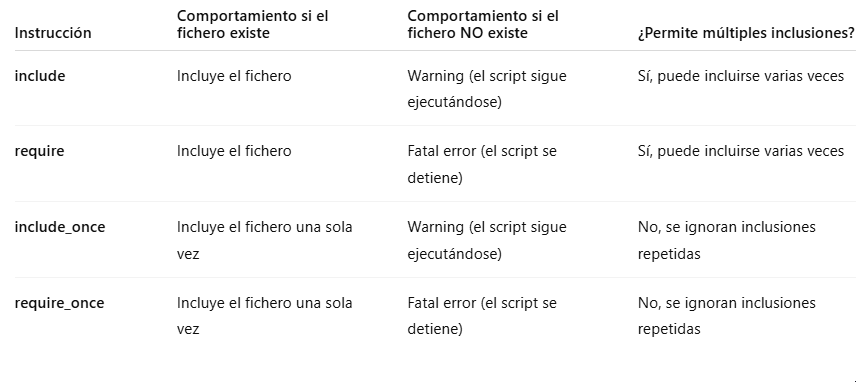 Instrucción
Comportamiento si el
fichero existe
Comportamiento si el
fichero NO existe
¿Permite múltiples inclusiones?
include
Incluye el fichero
Warning (el script sigue
ejecutándose)
Sí, puede incluirse varias veces
require
Incluye el fichero
Fatal error (el script se
detiene)
Sí, puede incluirse varias veces
include_once
Incluye el fichero una sola
vez
Warning (el script sigue
ejecutándose)
No, se ignoran inclusiones
repetidas
require_once
Incluye el fichero una sola
vez
Fatal error (el script se
detiene)
No, se ignoran inclusiones
repetidas